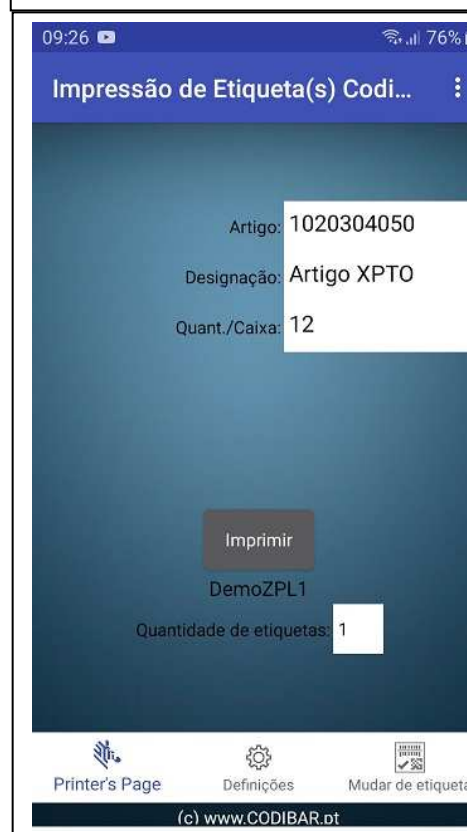 09:26 76%
Impressão de Etiqueta(s) Codi...
Artigo: 1020304050
Designação: Artigo XPTO
Quant./Caixa: 12
Imprimir
DemoZPL1
Quantidade de etiquetas: 1
Printer's Page Definições Mudar de etiqueta
(c) www.CODIBAR.pt